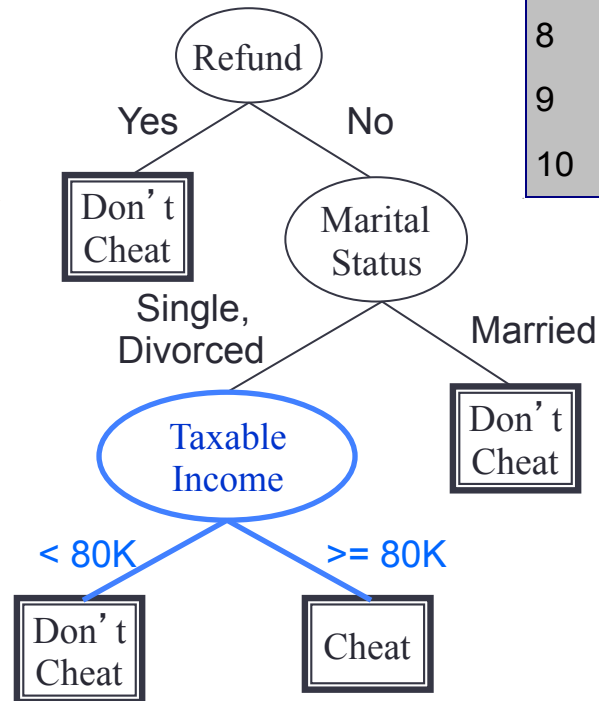 8
9
10
Refund
Yes
No
Don’t
Cheat
Marital
Status
Single,
Divorced
Married
Taxable
Income
Don’t
Cheat
< 80K
>= 80K
Don’t
Cheat
Cheat